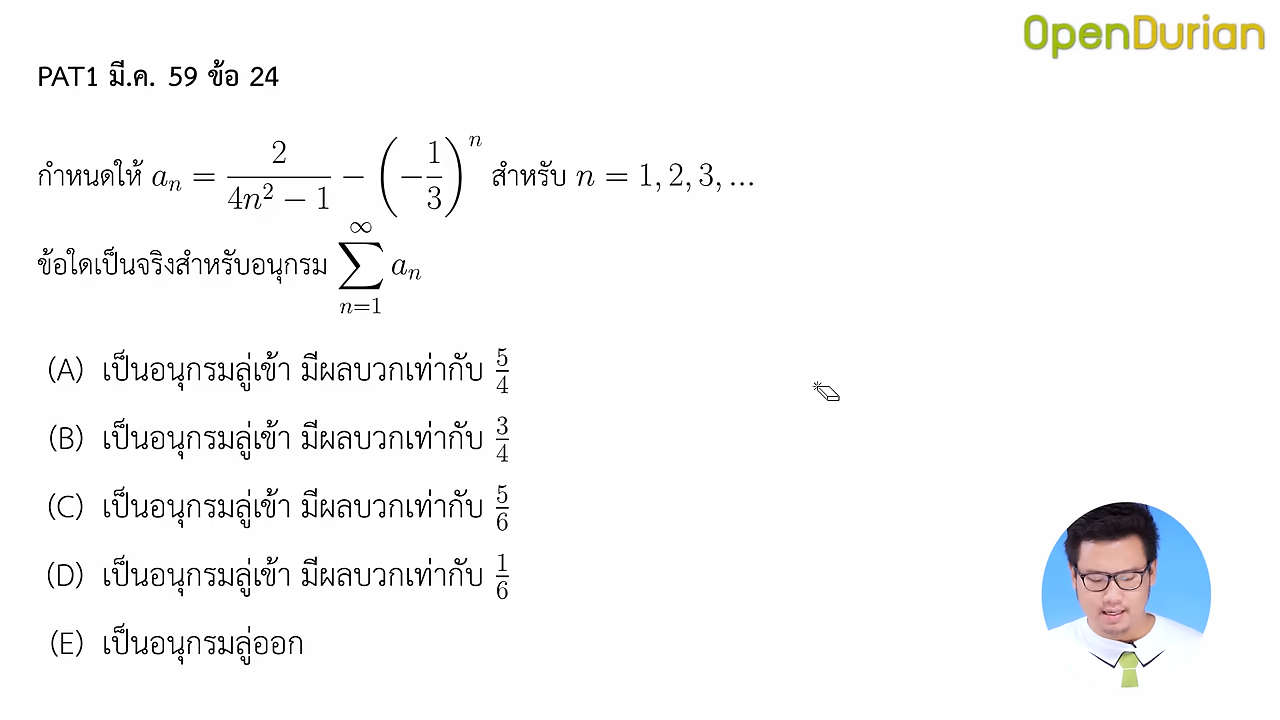 OpenDurian
PAT1 มี.ค. 59 ข้อ 24
กำหนดให้ $a_n = \frac{2}{4n^2 - 1} - \left(-\frac{1}{3}\right)^n$ สำหรับ $n = 1, 2, 3, ...$
ข้อใดเป็นจริงสำหรับอนุกรม $\sum_{n=1}^{\infty} a_n$
(A) เป็นอนุกรมลู่เข้า มีผลบวกเท่ากับ $\frac{5}{4}$
(B) เป็นอนุกรมลู่เข้า มีผลบวกเท่ากับ $\frac{3}{4}$
(C) เป็นอนุกรมลู่เข้า มีผลบวกเท่ากับ $\frac{5}{6}$
(D) เป็นอนุกรมลู่เข้า มีผลบวกเท่ากับ $\frac{1}{6}$
(E) เป็นอนุกรมลู่ออก